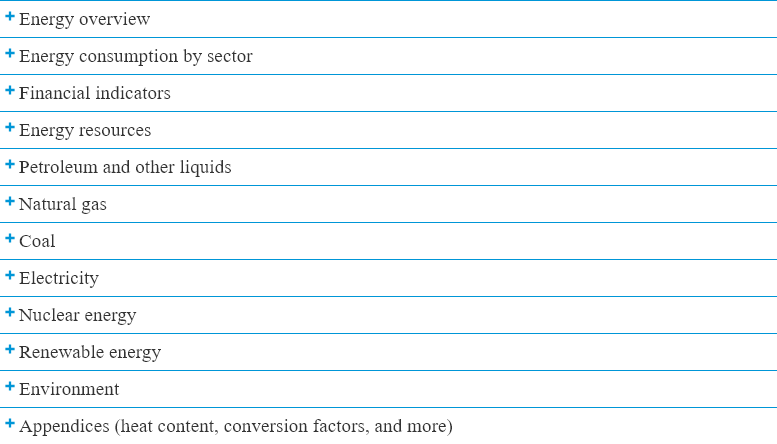 + Energy overview
+ Energy consumption by sector
+ Financial indicators
+ Energy resources
+ Petroleum and other liquids
+ Natural gas
+ Coal
+ Electricity
+ Nuclear energy
+ Renewable energy
+ Environment
+ Appendices (heat content, conversion factors, and more)